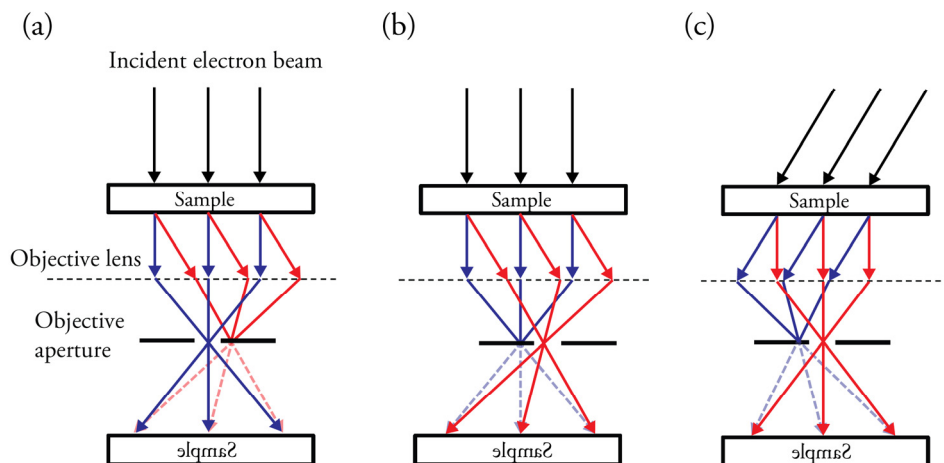 (a)
(b)
(c)
Incident electron beam
Sample
Sample
Sample
Objective lens
Objective
aperture
Sample
Sample
Sample